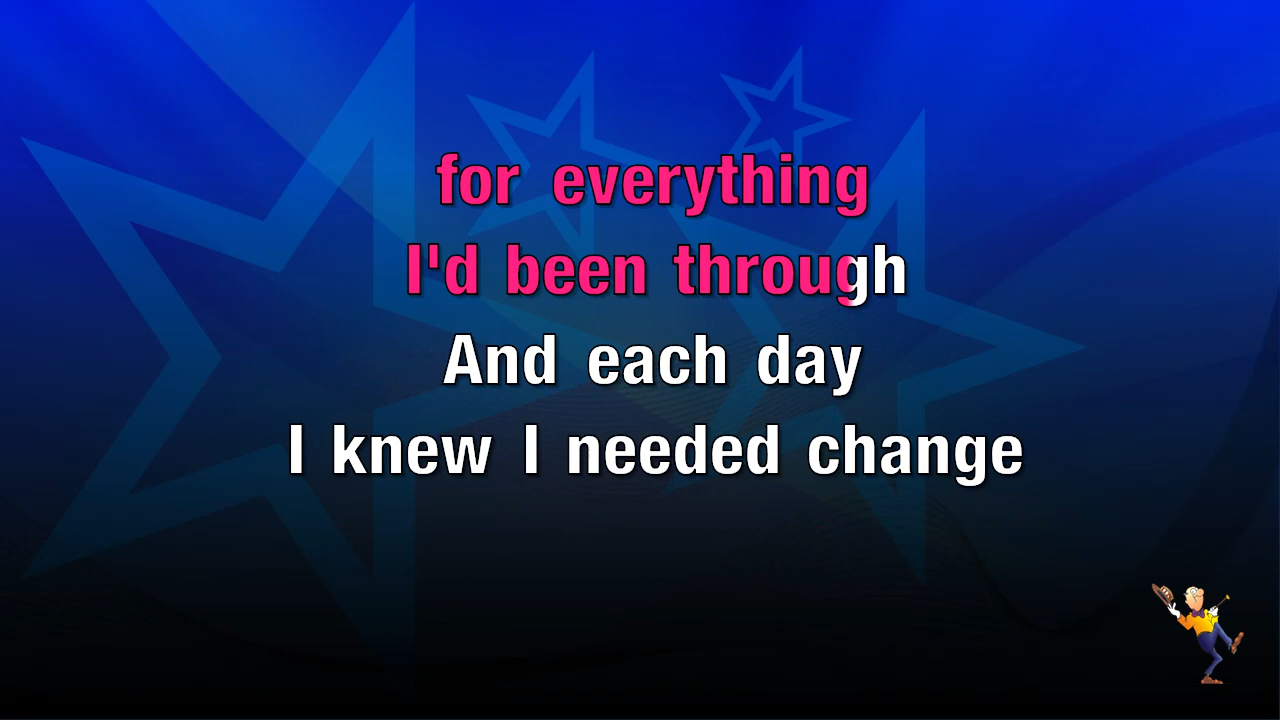 for everything
I'd been through
And each day
I knew I needed change